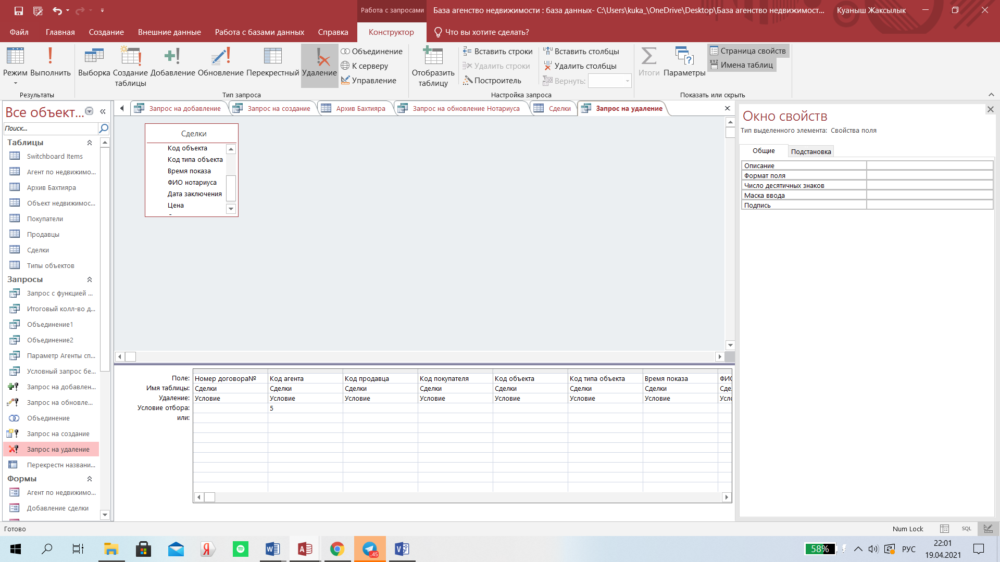 Работа с запросами
База агенство недвижимости : база данных- C:\Users\kuka_\OneDrive\Desktop\База агенство недвижимост...
Куаныш Жаксылык
Файл
Главная
Создание
Внешние данные
Работа с базами данных
Справка
Конструктор
Что вы хотите сделать?
Режим
Выполнить
Результаты
Выборка
Создание таблицы
Добавление
Обновление
Перекрестный
Удаление
Объединение
К серверу
Управление
Тип запроса
Отобразить таблицу
Вставить строки
Удалить строки
Построитель
Вставить столбцы
Удалить столбцы
Вернуть:
Настройка запроса
Итоги
Параметры
Страница свойств
Имена таблиц
Показать или скрыть
Все объект...
Поиск...
Таблицы
Switchboard Items
Агент по недвижимо...
Архив Бахтияра
Объект недвижимос...
Покупатели
Продавцы
Сделки
Типы объектов
Запросы
Запрос с функцией ...
Итоговый колл-во д...
Объединение1
Объединение2
Параметр Агенты сп...
Условный запрос бе...
Запрос на добавлен...
Запрос на обновле...
Объединение
Запрос на создание
Запрос на удаление
Перекрестн названи...
Формы
Агент по недвижимо...
Добавление сделки
Запрос на добавление
Запрос на создание
Архив Бахтияра
Запрос на обновление Нотариуса
Сделки
Запрос на удаление
Сделки
Код объекта
Код типа объекта
Время показа
ФИО нотариуса
Дата заключения
Цена
Поле: Номер договора№ Код агента Код продавца Код покупателя Код объекта Код типа объекта Время показа ФИО
Имя таблицы: Сделки Сделки Сделки Сделки Сделки Сделки Сделки Сде
Удаление: Условие Условие Условие Условие Условие Условие Условие Усло
Условие отбора: 5
или:
Окно свойств
Тип выделенного элемента: Свойства поля
Общие
Подстановка
Описание
Формат поля
Число десятичных знаков
Маска ввода
Подпись
Готово
Num Lock
SQL
..45
58%
РУС
22:01
19.04.2021